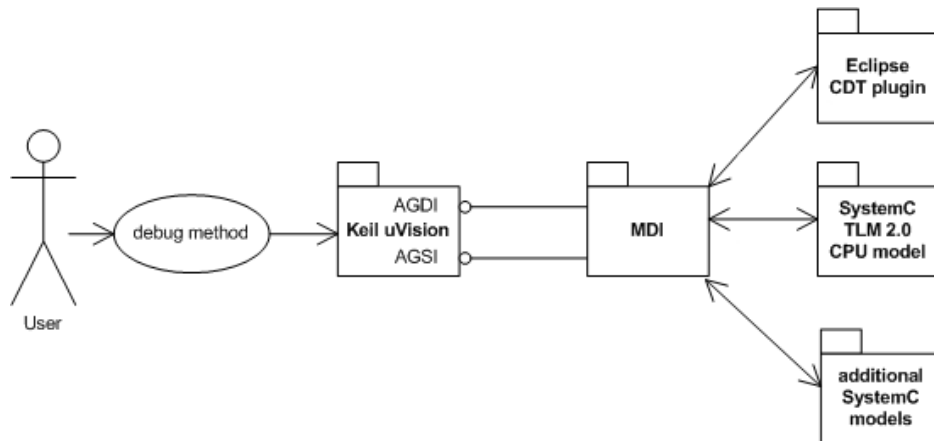 Eclipse
CDT plugin
AGDI
Keil uVision
AGSI
debug method
MDI
SystemC
TLM 2.0
CPU model
User
additional
SystemC
models